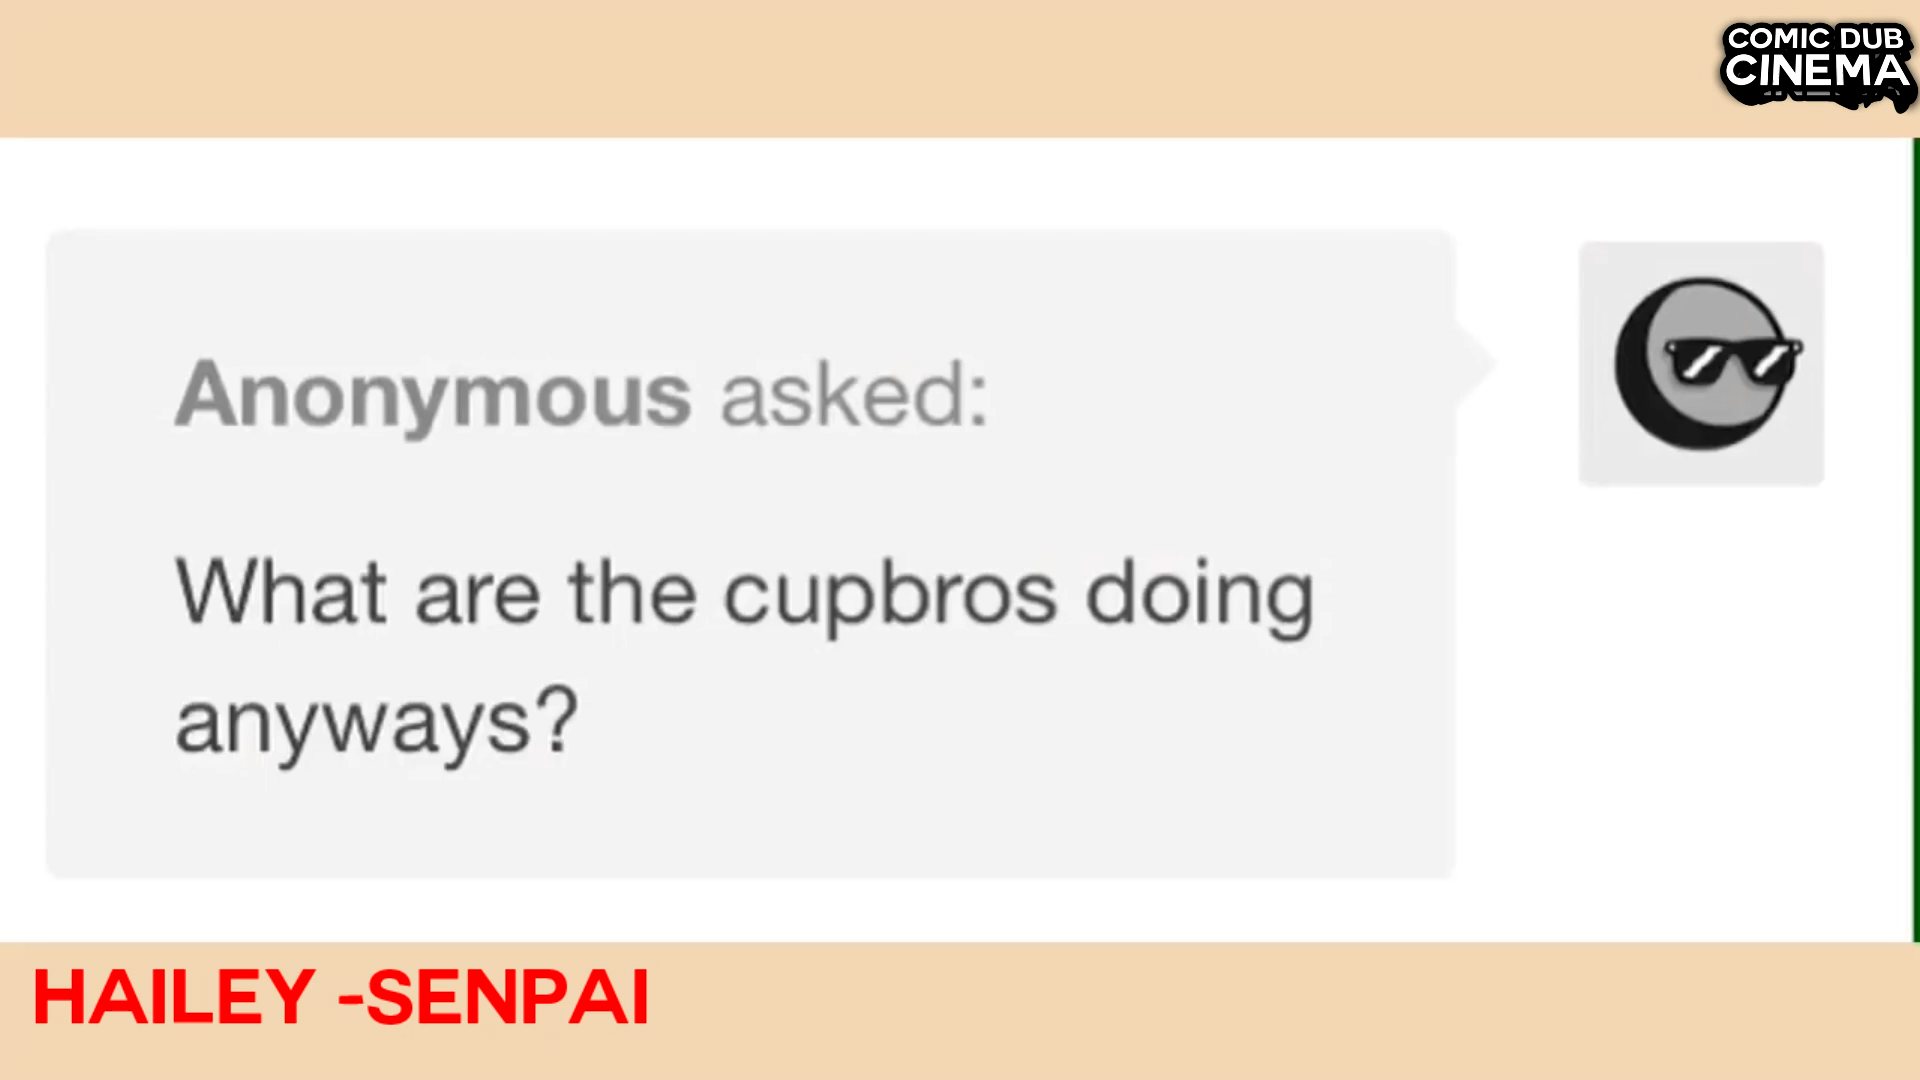 COMIC DUB
CINEMA
Anonymous asked:
What are the cupbros doing
anyways?
HAILEY -SENPAI